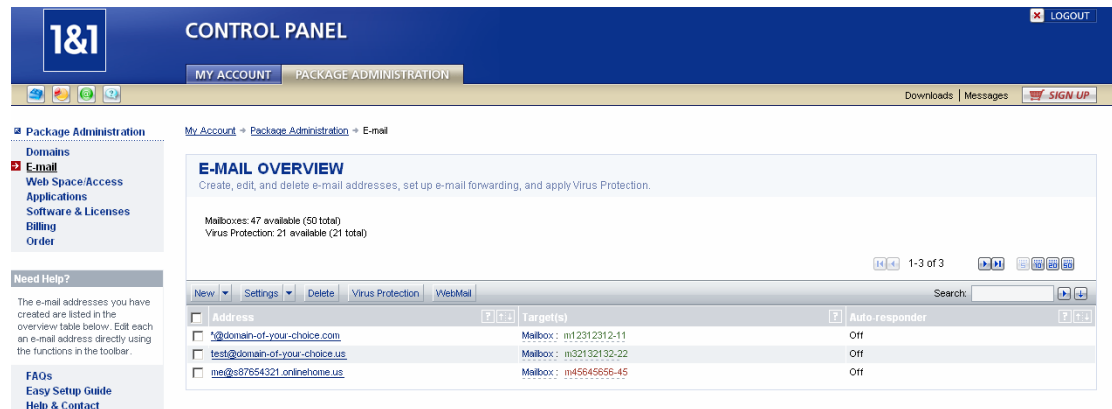 1&1
CONTROL PANEL
LOGOUT
MY ACCOUNT
PACKAGE ADMINISTRATION
Downloads | Messages
SIGN UP
Package Administration
Domains
E-mail
Web Space/Access
Applications
Software & Licenses
Billing
Order
Need Help?
The e-mail addresses you have
created are listed in the
overview table below. Edit each
an e-mail address directly using
the functions in the toolbar.
FAQs
Easy Setup Guide
Help & Contact
My Account → Package Administration → E-mail
E-MAIL OVERVIEW
Create, edit, and delete e-mail addresses, set up e-mail forwarding, and apply Virus Protection.
Mailboxes: 47 available (50 total)
Virus Protection: 21 available (21 total)
1-3 of 3 5 10 20 50
New Settings Delete Virus Protection WebMail Search:
Address ? Target(s) ? Auto-responder ?
*@domain-of-your-choice.com Mailbox : m12312312-11 Off
test@domain-of-your-choice.us Mailbox : m32132132-22 Off
me@s87654321.onlinehome.us Mailbox : m45645656-45 Off